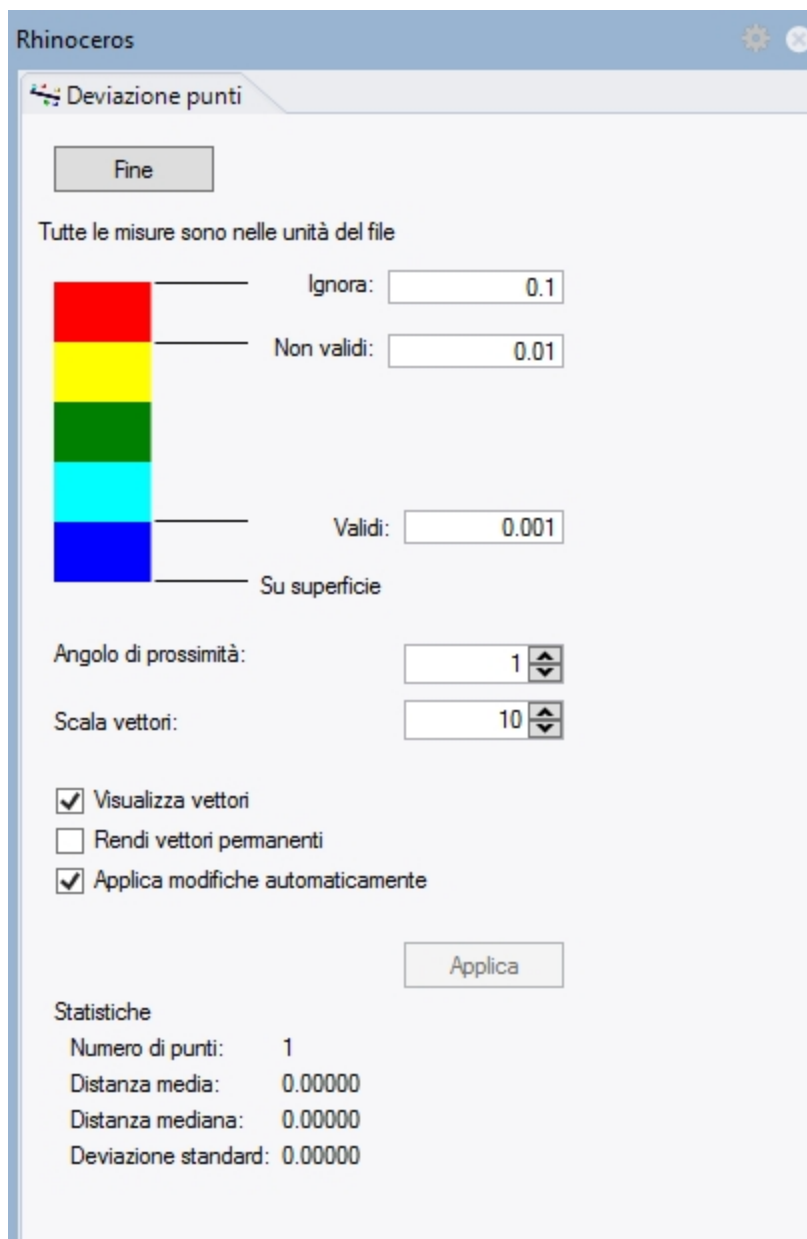 Rhinoceros
Deviazione punti
Fine
Tutte le misure sono nelle unità del file
Ignora: 0.1
Non validi: 0.01
Validi: 0.001
Su superficie
Angolo di prossimità: 1
Scala vettori: 10
Visualizza vettori
Rendi vettori permanenti
Applica modifiche automaticamente
Applica
Statistiche
Numero di punti: 1
Distanza media: 0.00000
Distanza mediana: 0.00000
Deviazione standard: 0.00000